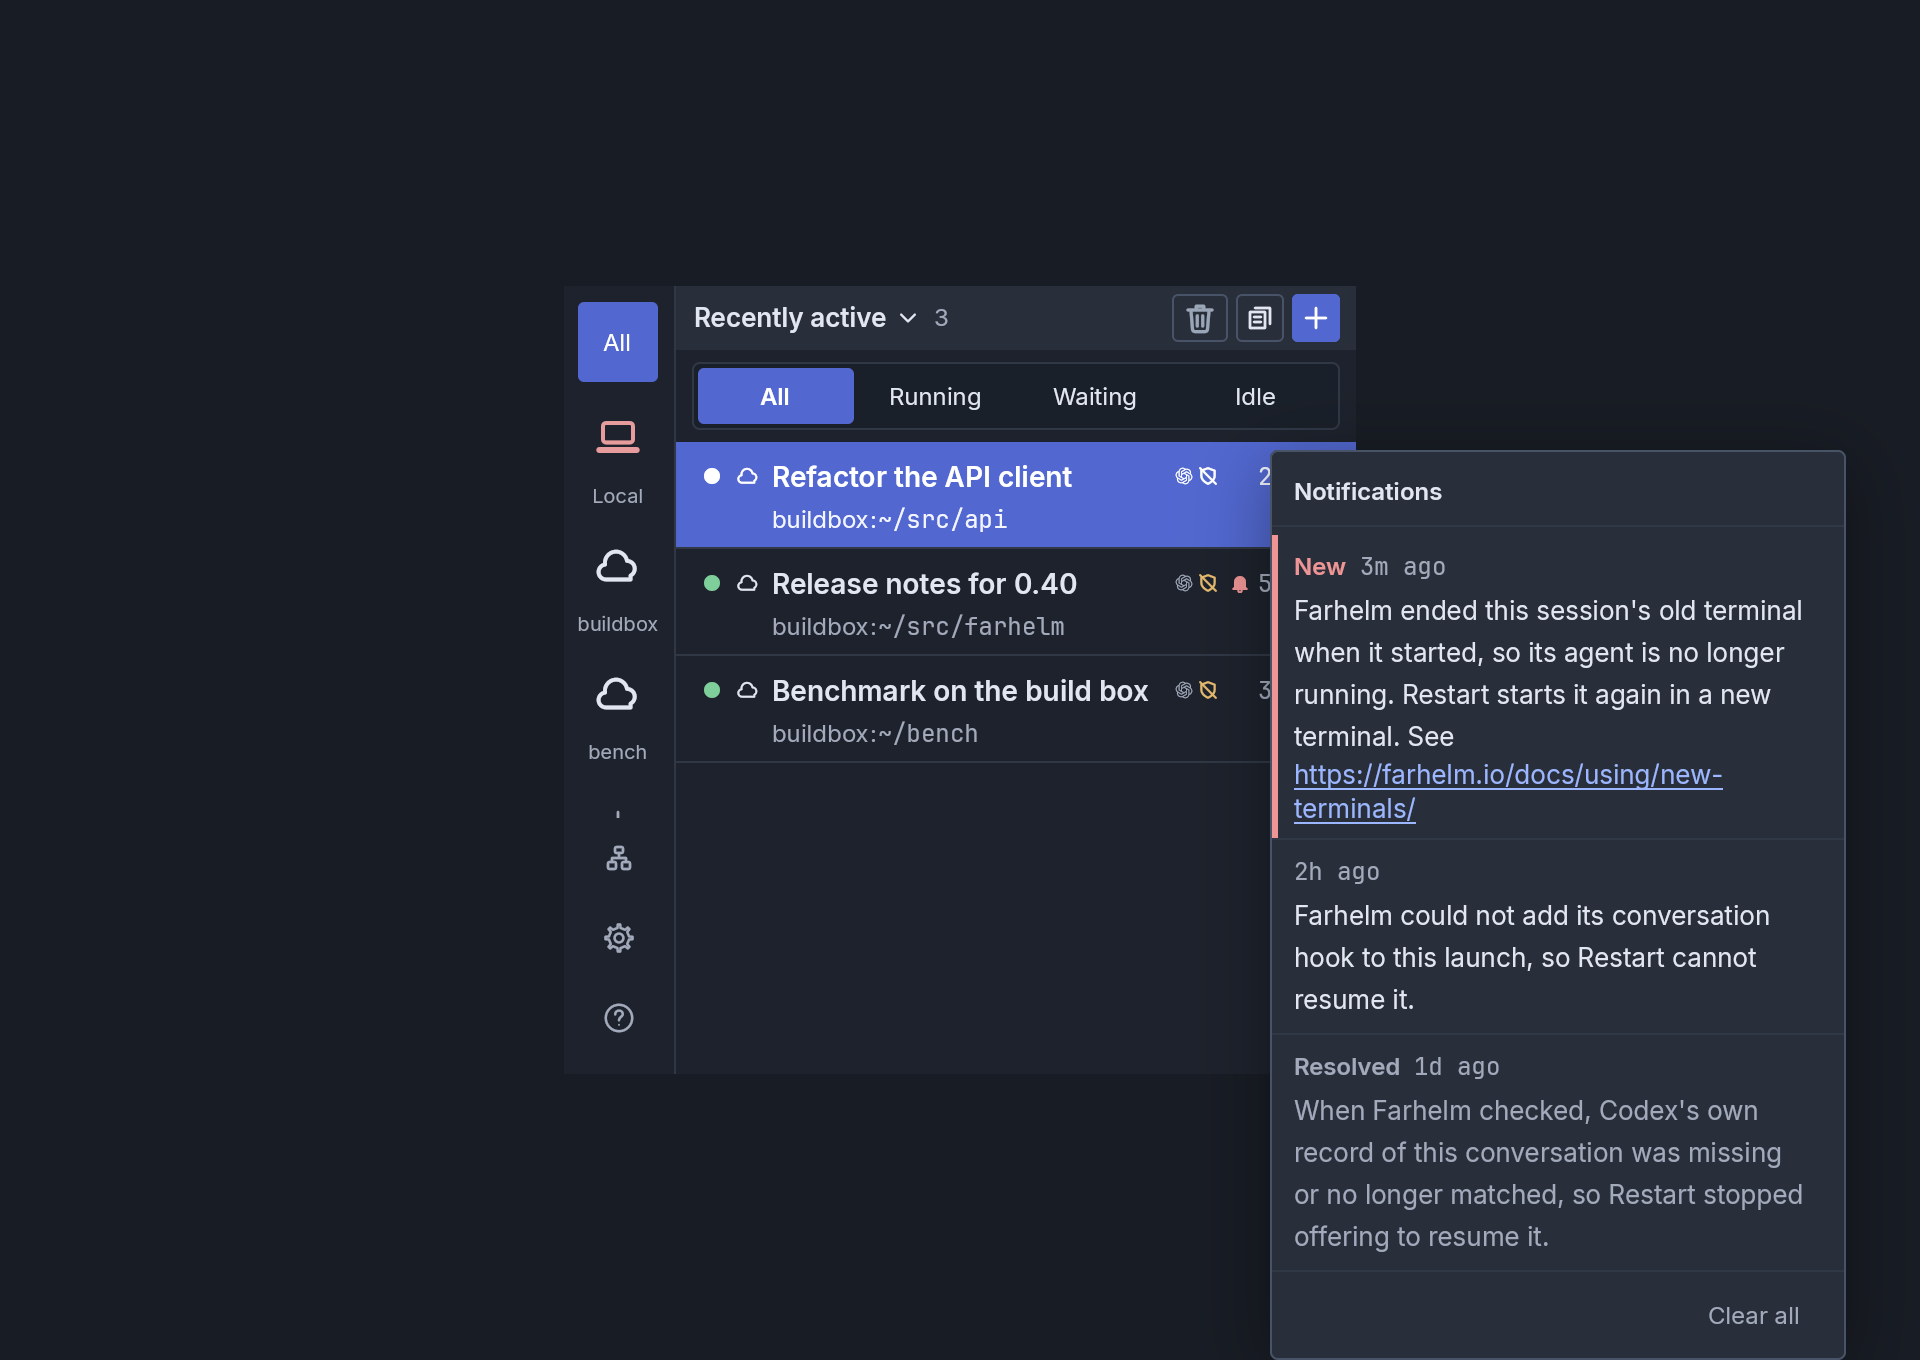 All
Local
buildbox
bench
Recently active 3
All Running Waiting Idle
Refactor the API client 2
buildbox:~/src/api
Release notes for 0.40 5
buildbox:~/src/farhelm
Benchmark on the build box 3
buildbox:~/bench
Notifications
New 3m ago
Farhelm ended this session's old terminal
when it started, so its agent is no longer
running. Restart starts it again in a new
terminal. See
https://farhelm.io/docs/using/new-
terminals/
2h ago
Farhelm could not add its conversation
hook to this launch, so Restart cannot
resume it.
Resolved 1d ago
When Farhelm checked, Codex's own
record of this conversation was missing
or no longer matched, so Restart stopped
offering to resume it.
Clear all